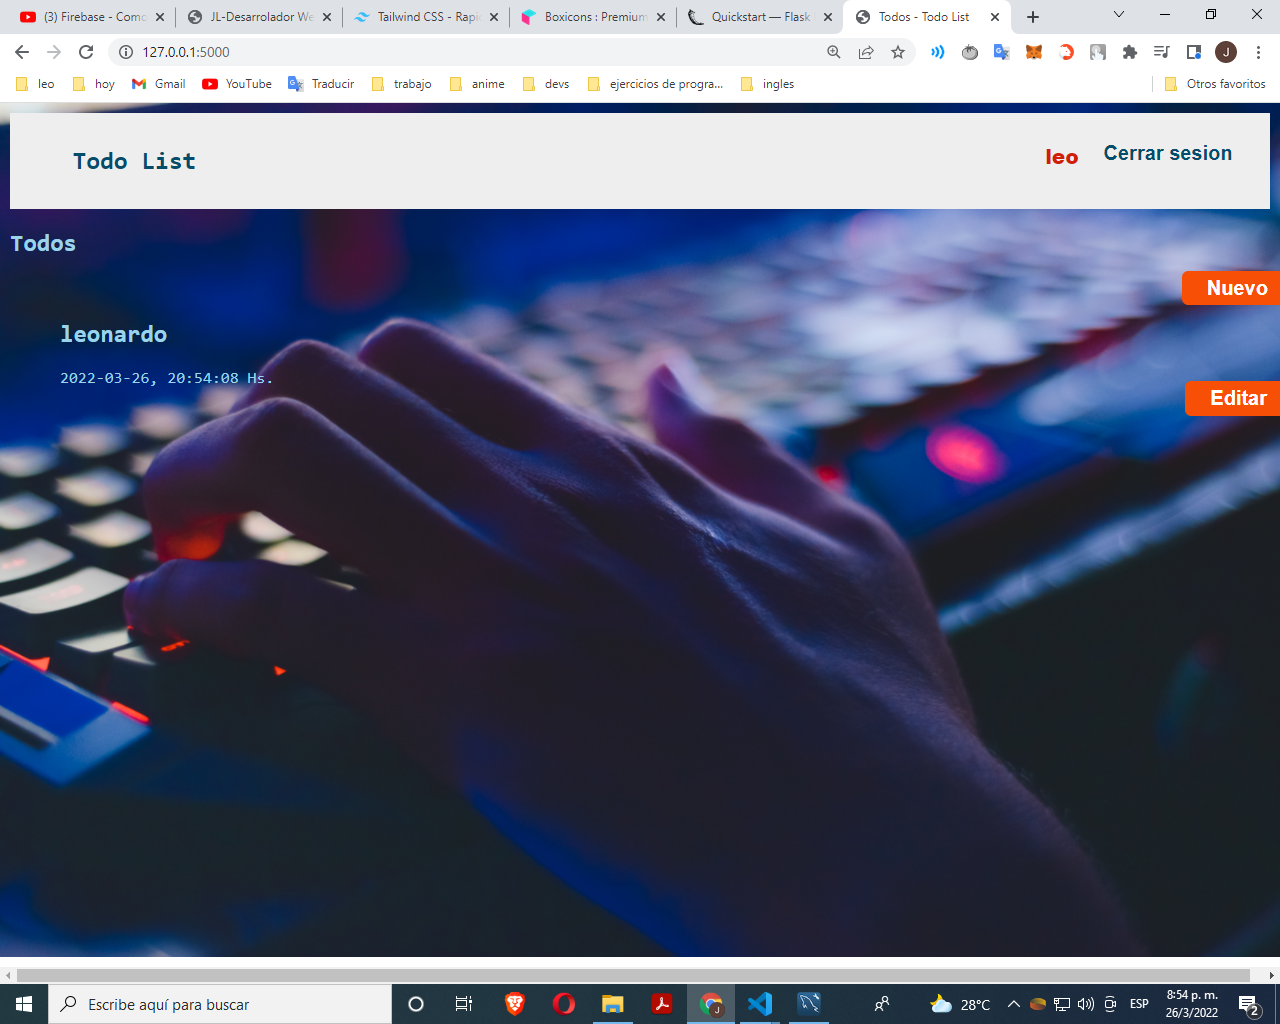 (3) Firebase - Como
JL-Desarrolador We
Tailwind CSS - Rapi
Boxicons : Premium
Quickstart — Flask
Todos - Todo List
127.0.0.1:5000
J
leo
hoy
Gmail
YouTube
Traducir
trabajo
anime
devs
ejercicios de progra...
ingles
Otros favoritos
Todo List
leo
Cerrar sesion
Todos
Nuevo
leonardo
2022-03-26, 20:54:08 Hs.
Editar
Escribe aquí para buscar
28°C
ESP
8:54 p. m.
26/3/2022
2